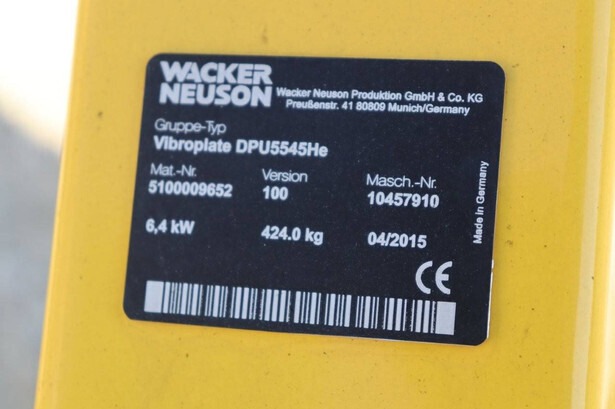 WACKER
NEUSON
Wacker Neuson Produktion GmbH & Co. KG
Preußenstr. 41 80809 Munich/Germany
Gruppe-Typ
Vibroplate DPU5545He
Mat.-Nr. Version Masch.-Nr.
5100009652 100 10457910
6,4 kW 424.0 kg 04/2015
Made in Germany
CE